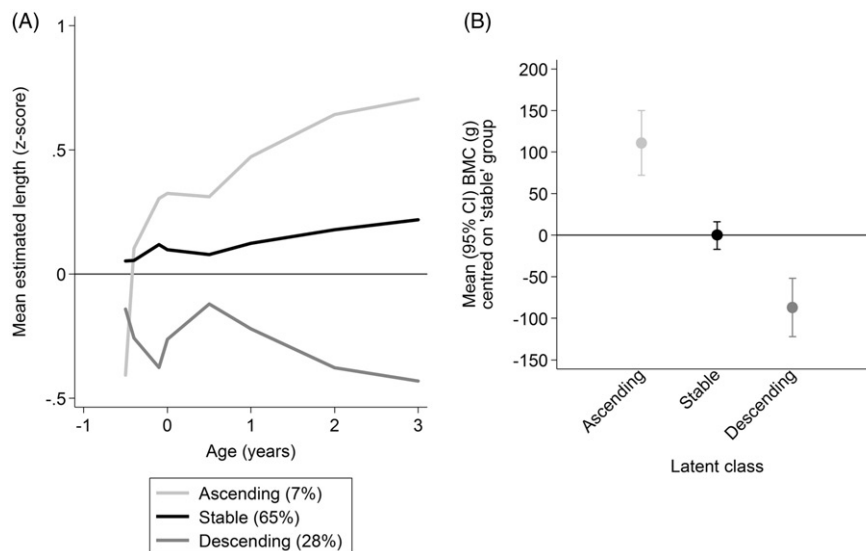 (A)
Mean estimated length (z-score)
1
.5
0
-.5
-1
0
1
2
3
Age (years)
Ascending (7%)
Stable (65%)
Descending (28%)
(B)
Mean (95% CI) BMC (g)
centred on 'stable' group
200
150
100
50
0
-50
-100
-150
Ascending
Stable
Descending
Latent class